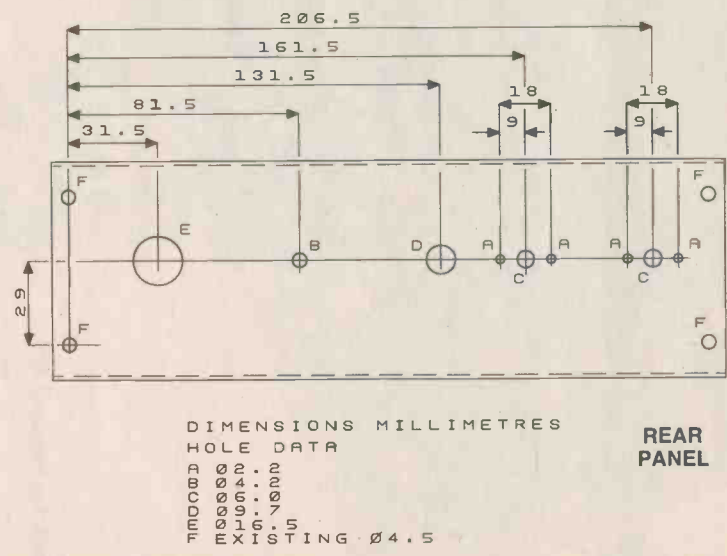 206.5
161.5
131.5
81.5
18
18
31.5
9
9
F
F
E
B
D
A
A
A
A
C
C
29
F
F
DIMENSIONS MILLIMETRES
HOLE DATA
A Ø2.2
B Ø4.2
C Ø6.0
D Ø9.7
E Ø16.5
F EXISTING Ø4.5
REAR
PANEL